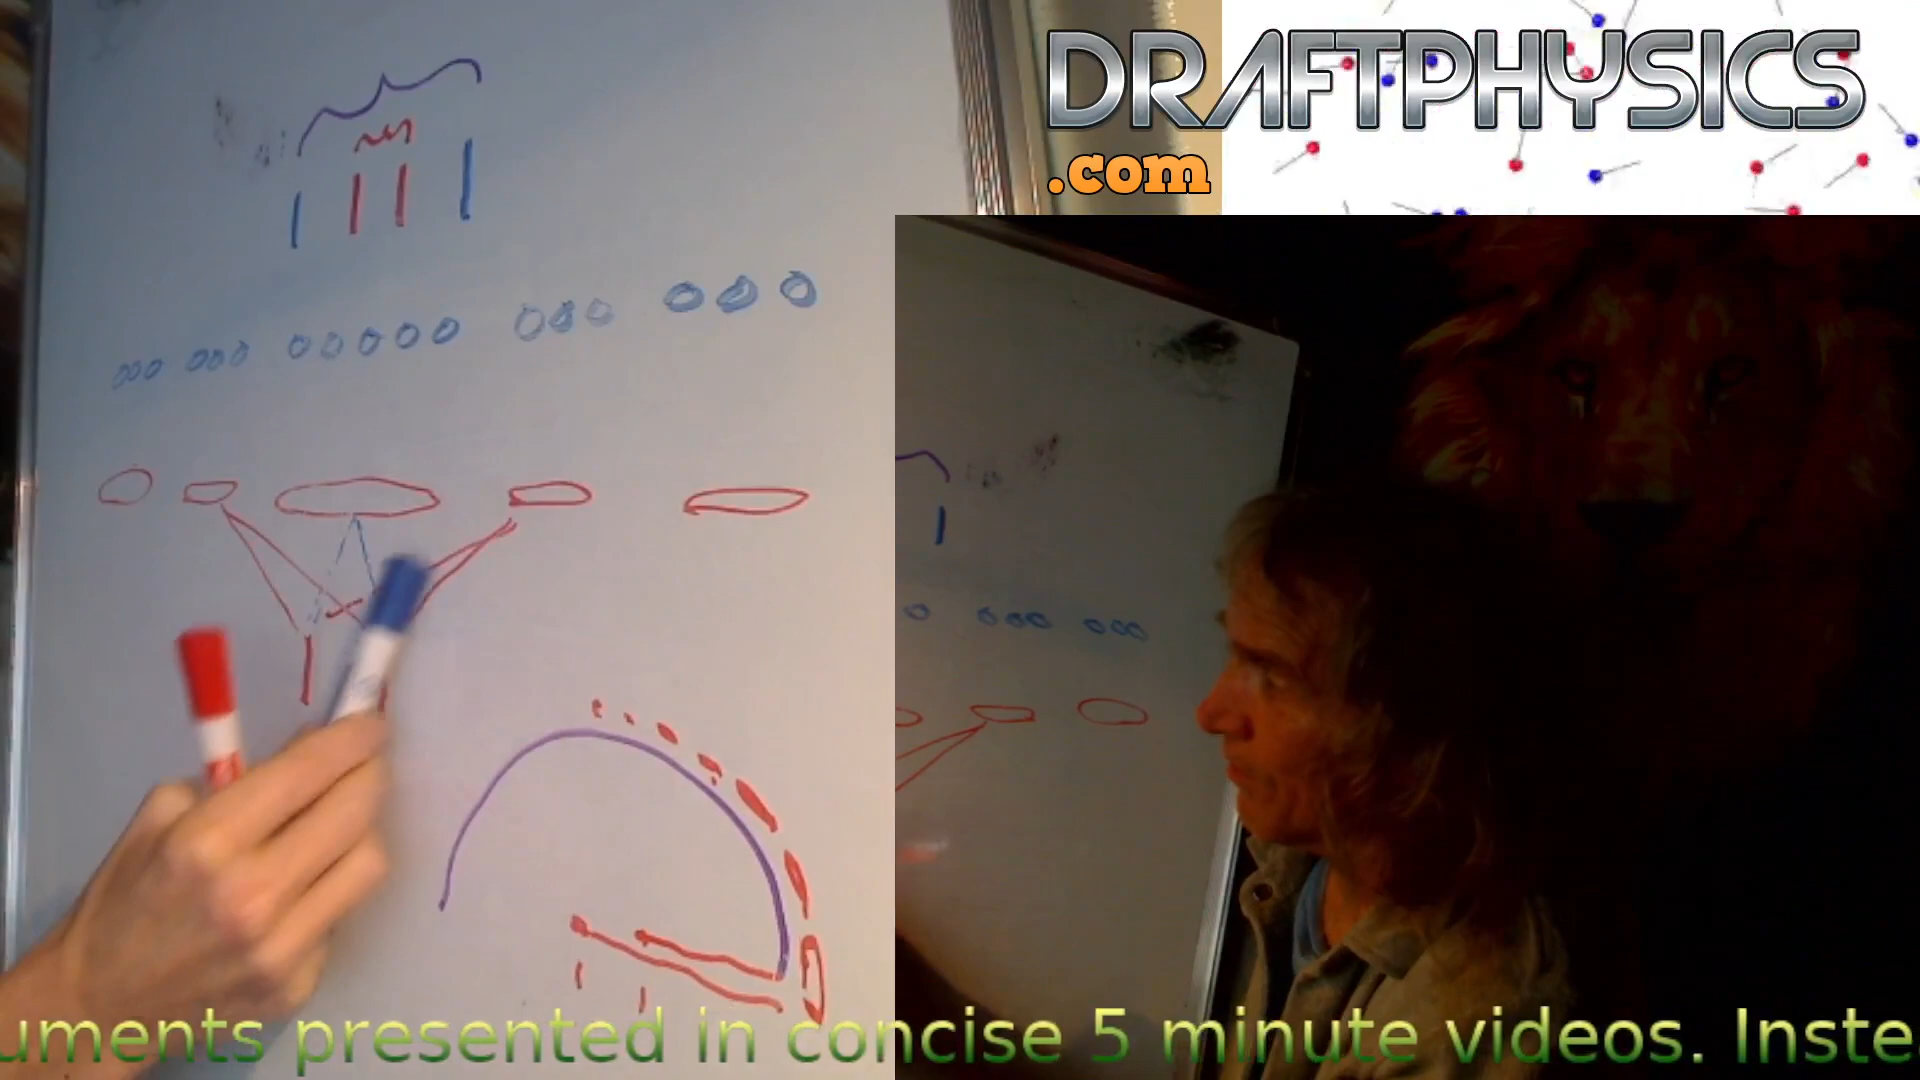 DRAFTPHYSICS
.com
uments presented in concise 5 minute videos. Inste